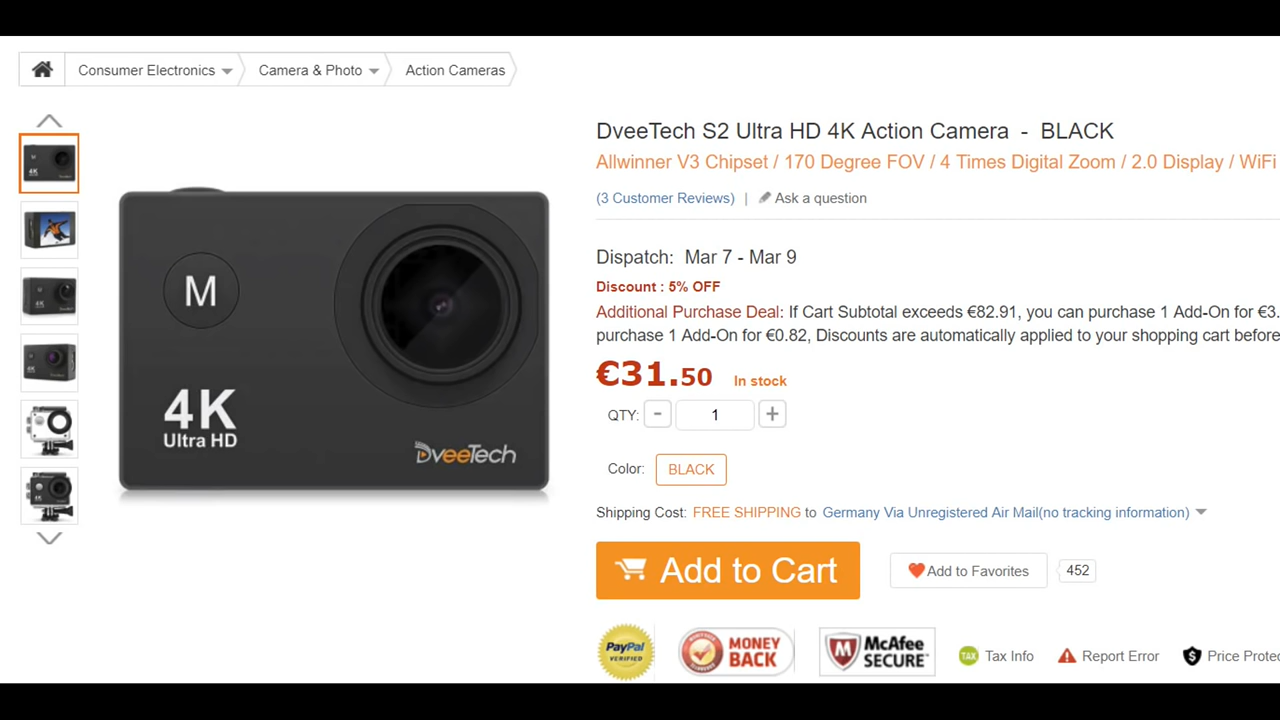 Consumer Electronics
Camera & Photo
Action Cameras
DveeTech S2 Ultra HD 4K Action Camera - BLACK
Allwinner V3 Chipset / 170 Degree FOV / 4 Times Digital Zoom / 2.0 Display / WiFi
(3 Customer Reviews) | Ask a question
Dispatch: Mar 7 - Mar 9
Discount : 5% OFF
Additional Purchase Deal: If Cart Subtotal exceeds €82.91, you can purchase 1 Add-On for €3.
purchase 1 Add-On for €0.82, Discounts are automatically applied to your shopping cart before
€31.50 In stock
QTY: - 1 +
Color: BLACK
Shipping Cost: FREE SHIPPING to Germany Via Unregistered Air Mail(no tracking information)
Add to Cart
Add to Favorites 452
PayPal
VERIFIED
MONEY
BACK
McAfee
SECURE
TAX Tax Info
Report Error
$ Price Protec
M
4K
Ultra HD
DveeTech